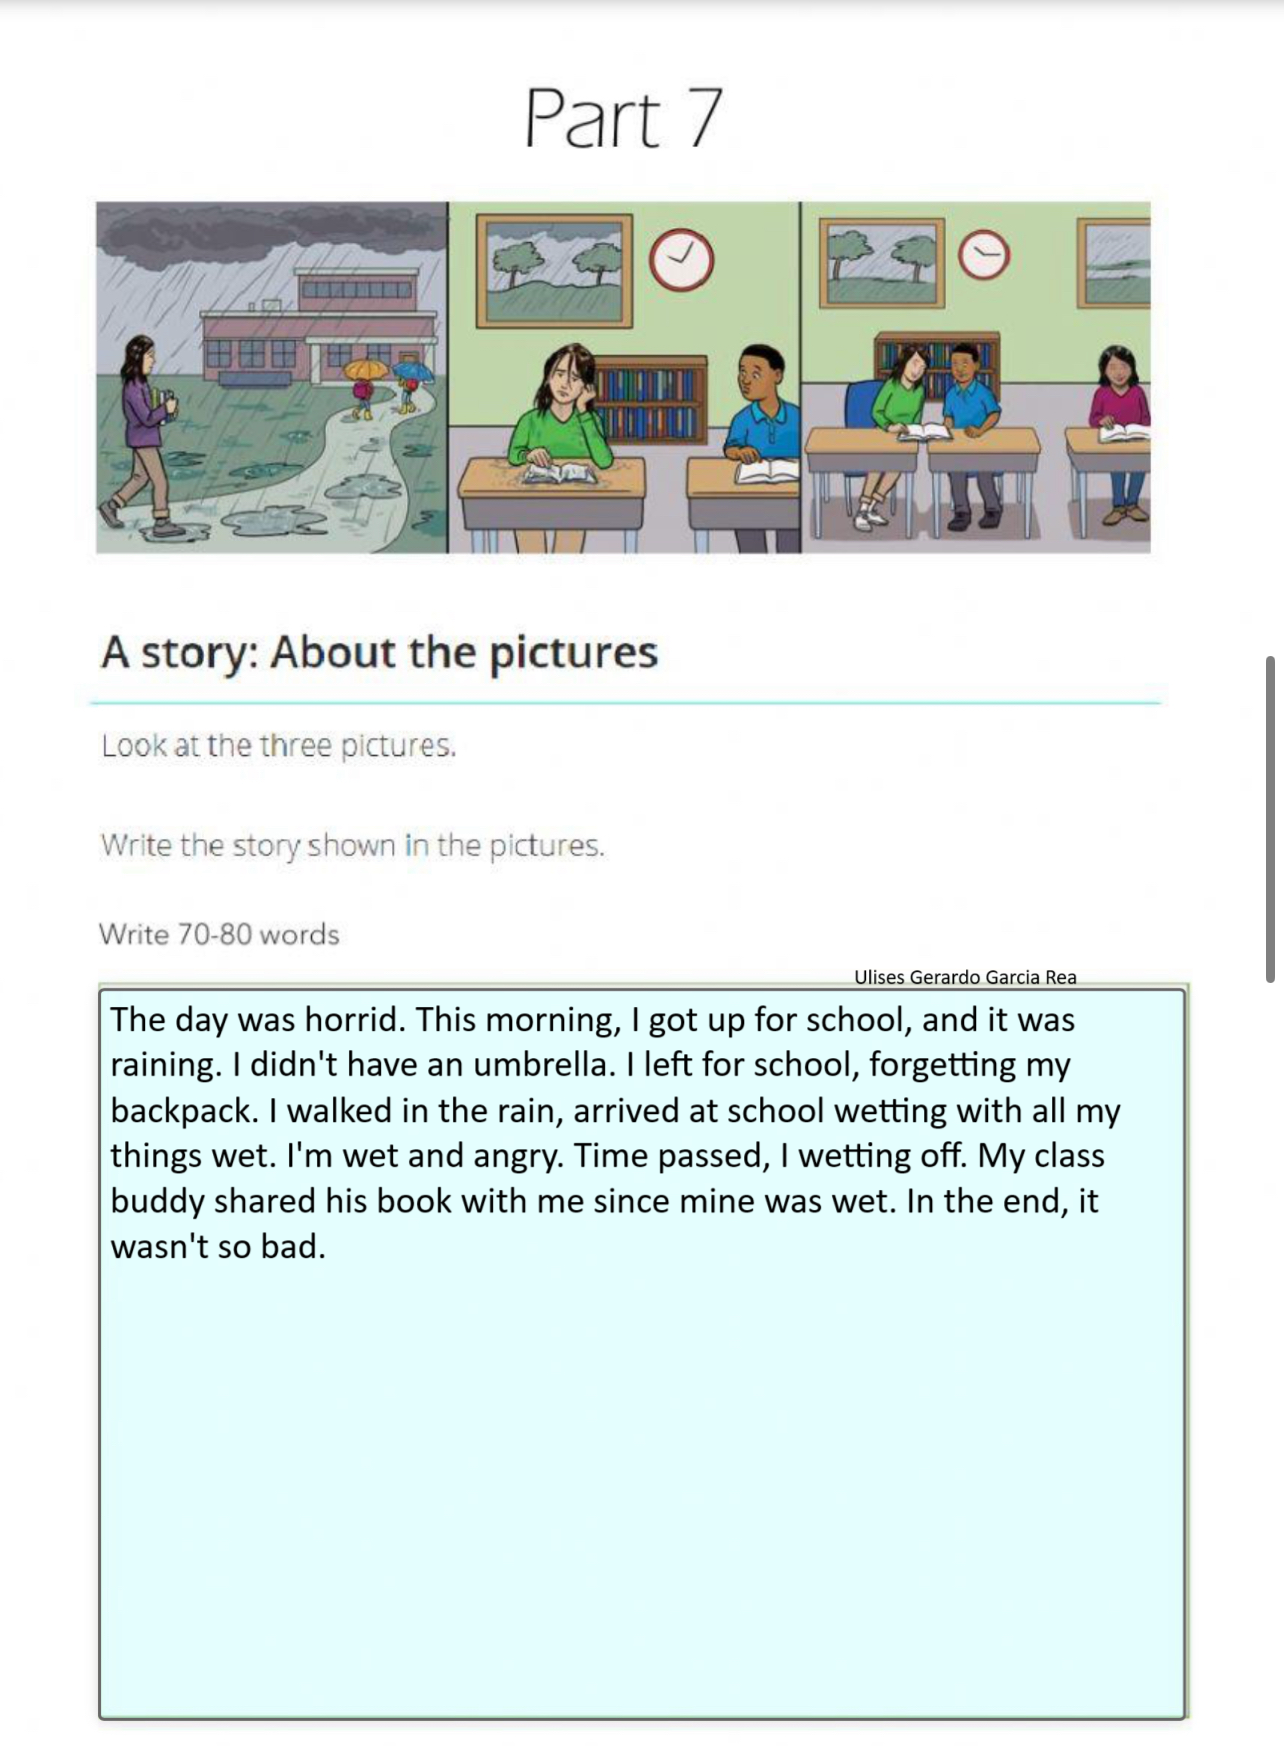 Part 7
A story: About the pictures
Look at the three pictures.
Write the story shown in the pictures.
Write 70-80 words
Ulises Gerardo Garcia Rea
The day was horrid. This morning, I got up for school, and it was
raining. I didn't have an umbrella. I left for school, forgetting my
backpack. I walked in the rain, arrived at school wetting with all my
things wet. I'm wet and angry. Time passed, I wetting off. My class
buddy shared his book with me since mine was wet. In the end, it
wasn't so bad.